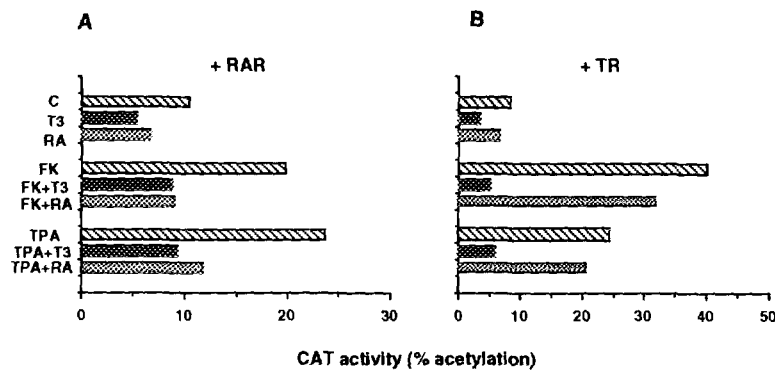 A
B
+ RAR
+ TR
C
T3
RA
FK
FK+T3
FK+RA
TPA
TPA+T3
TPA+RA
0 10 20 30
0 10 20 30 40 50
CAT activity (% acetylation)